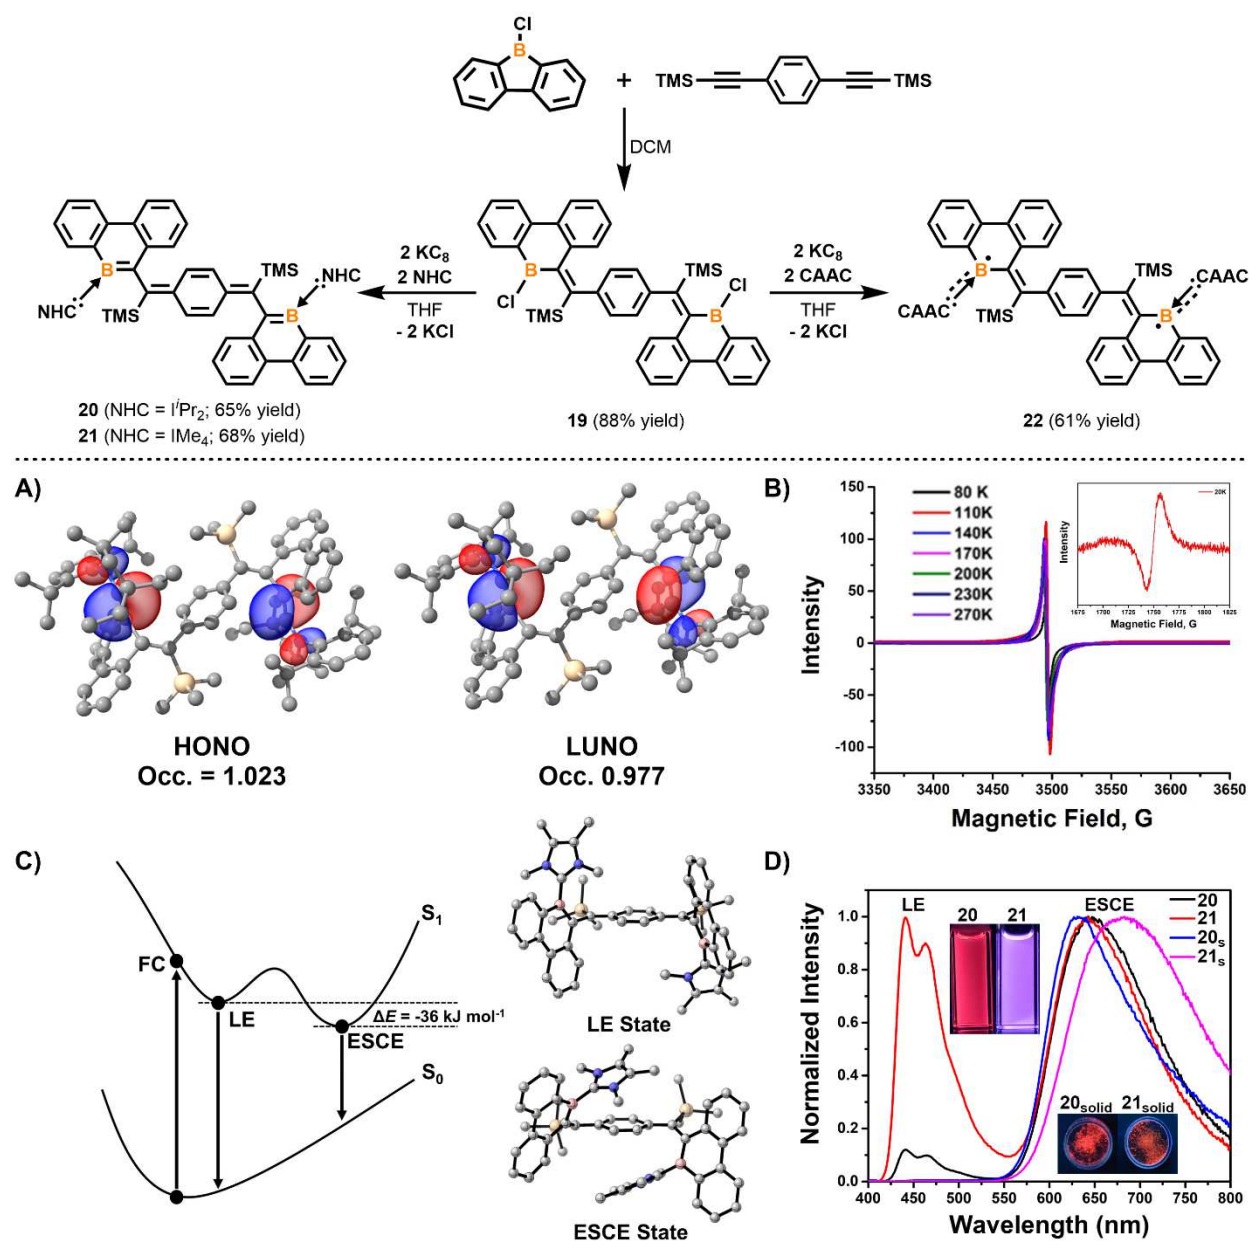 Cl
B
+
TMS
TMS
DCM
B
NHC:
TMS
TMS
:NHC
B
20 (NHC = IⁱPr₂; 65% yield)
21 (NHC = IMe₄; 68% yield)
2 KC₈
2 NHC
THF
- 2 KCl
B
Cl
TMS
TMS
Cl
B
19 (88% yield)
2 KC₈
2 CAAC
THF
- 2 KCl
B·
CAAC
TMS
TMS
CAAC
·B
22 (61% yield)
A)
HONO
Occ. = 1.023
LUNO
Occ. 0.977
B)
Intensity
150
100
50
0
-50
-100
80 K
110K
140K
170K
200K
230K
270K
Intensity
20K
1675 1700 1720 1740 1760 1780 1800 1825
Magnetic Field, G
3350 3400 3450 3500 3550 3600 3650
Magnetic Field, G
C)
FC
LE
ESCE
S₁
S₀
ΔE = -36 kJ mol⁻¹
LE State
ESCE State
D)
Normalized Intensity
1.0
0.8
0.6
0.4
0.2
0.0
LE
ESCE
20 21
20
21
20ₛ
21ₛ
20solid 21solid
400 450 500 550 600 650 700 750 800
Wavelength (nm)